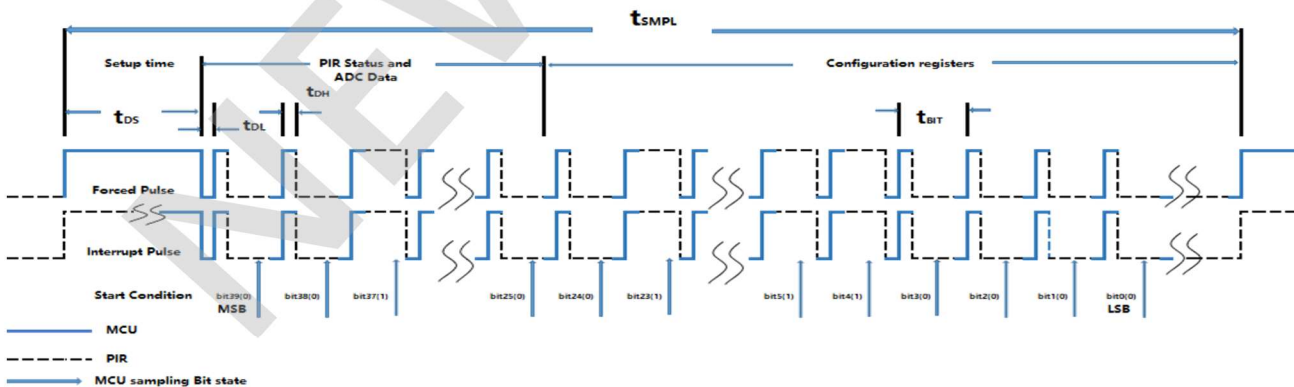 tSMPL
Setup time
PIR Status and
ADC Data
Configuration registers
tDH
tDS
tDL
tBIT
Forced Pulse
Interrupt Pulse
Start Condition
bit39(0)
MSB
bit38(0)
bit37(1)
bit25(0)
bit24(0)
bit23(1)
bit5(1)
bit4(1)
bit3(0)
bit2(0)
bit1(0)
bit0(0)
LSB
MCU
PIR
MCU sampling Bit state